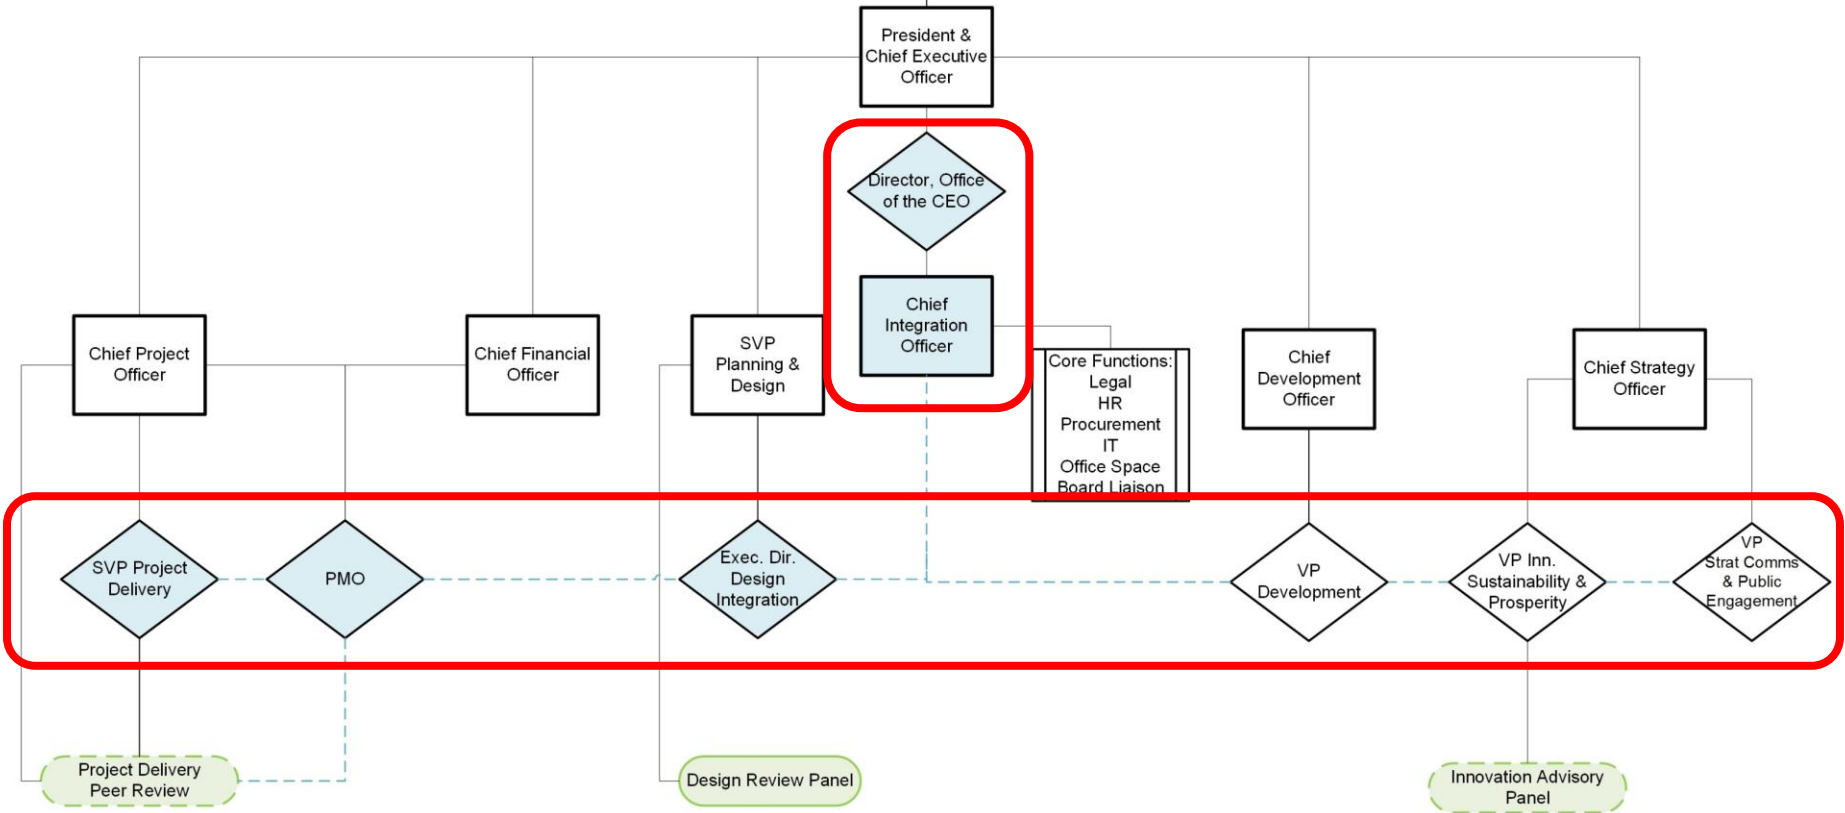 President &
Chief Executive
Officer
Director, Office
of the CEO
Chief
Integration
Officer
Chief Project
Officer
Chief Financial
Officer
SVP
Planning &
Design
Core Functions:
Legal
HR
Procurement
IT
Office Space
Board Liaison
Chief
Development
Officer
Chief Strategy
Officer
SVP Project
Delivery
PMO
Exec. Dir.
Design
Integration
VP
Development
VP Inn.
Sustainability &
Prosperity
VP
Strat Comms
& Public
Engagement
Project Delivery
Peer Review
Design Review Panel
Innovation Advisory
Panel